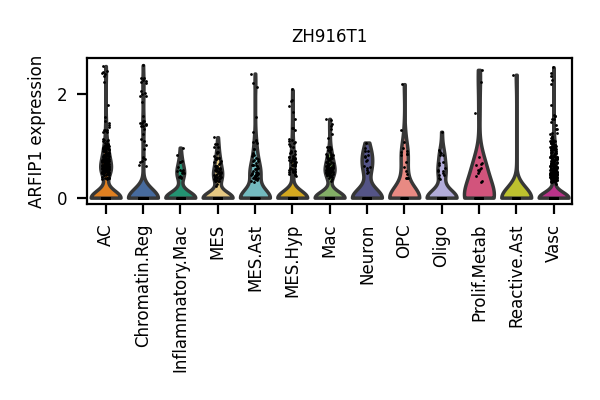 ZH916T1
ARFIP1 expression
2
0
AC
Chromatin.Reg
Inflammatory.Mac
MES
MES.Ast
MES.Hyp
Mac
Neuron
OPC
Oligo
Prolif.Metab
Reactive.Ast
Vasc